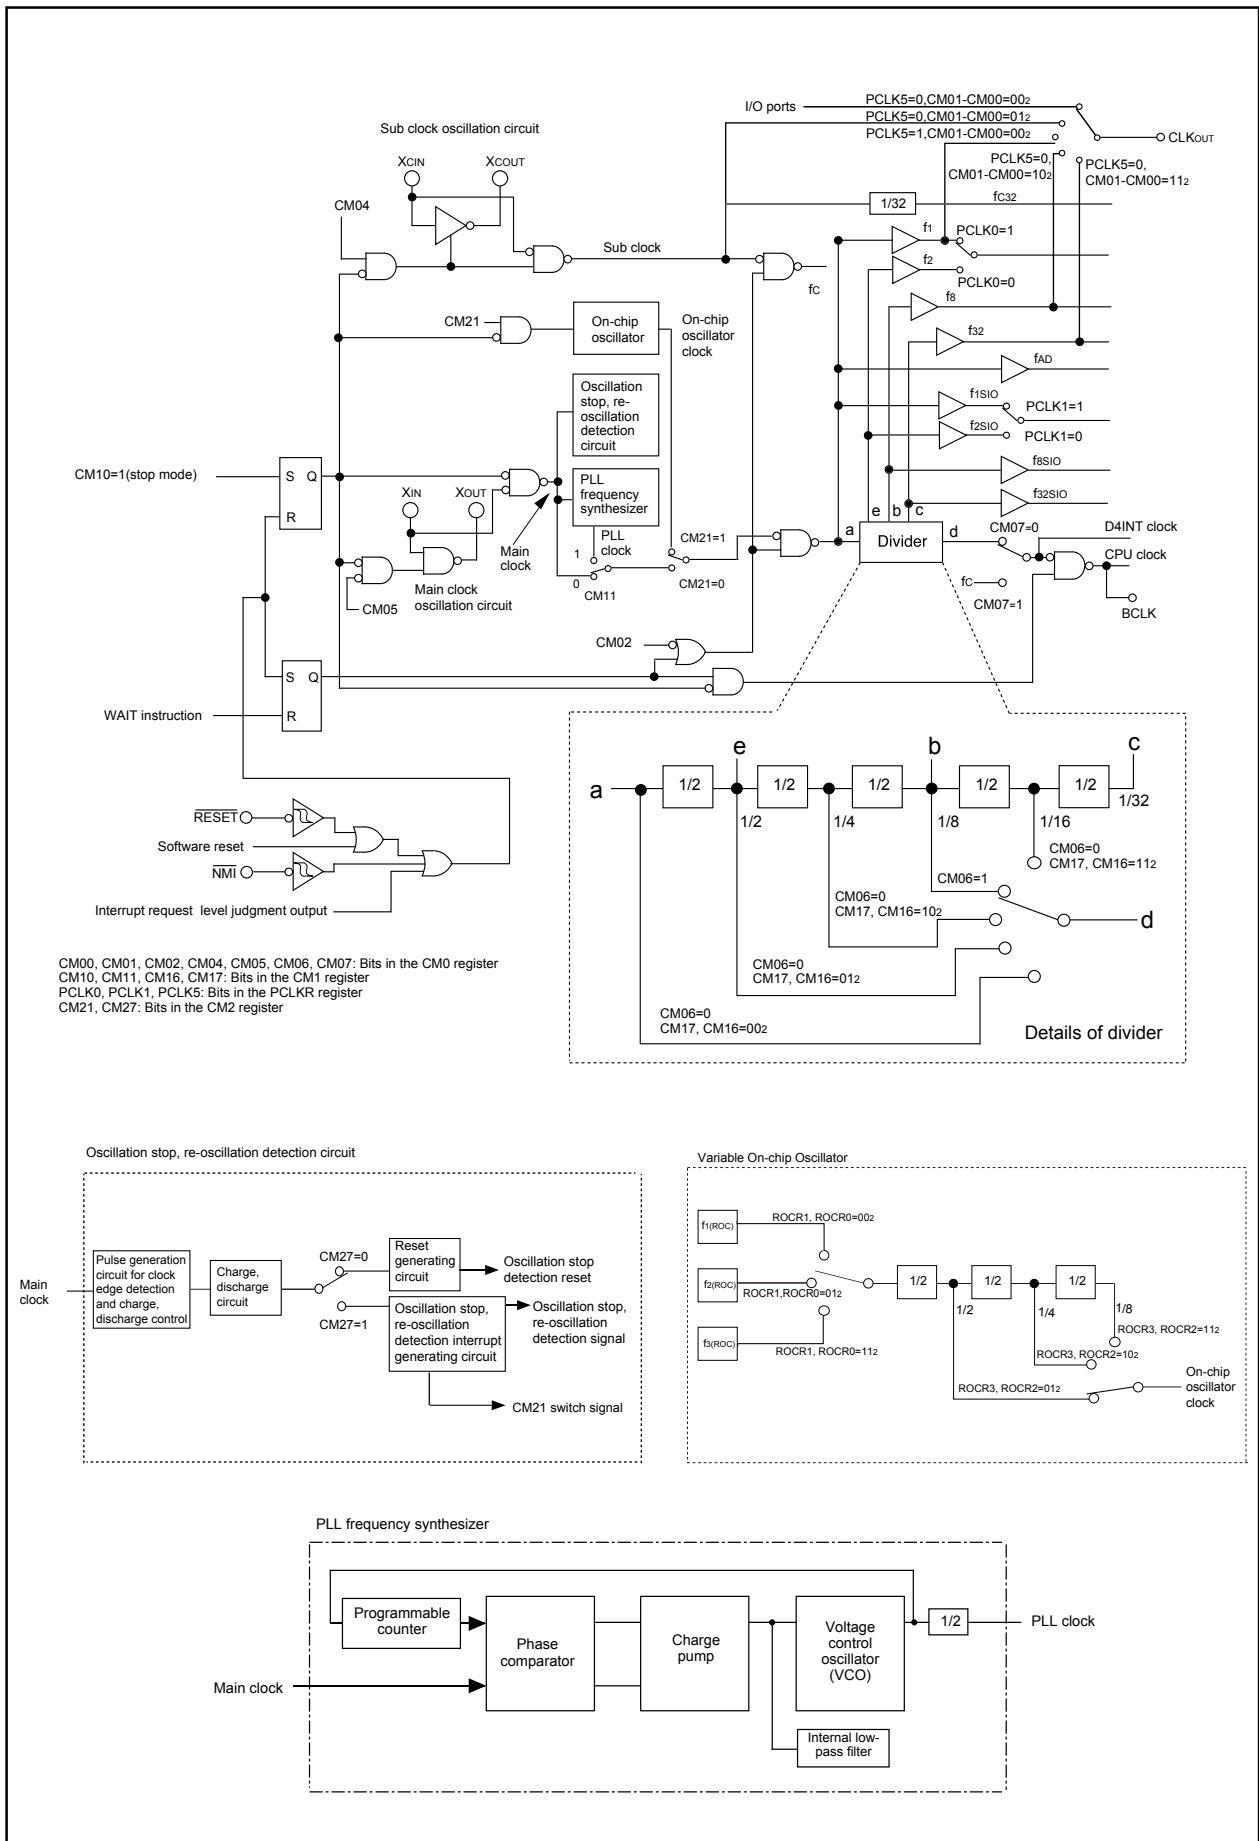 I/O ports
PCLK5=0,CM01-CM00=002
PCLK5=0,CM01-CM00=012
PCLK5=1,CM01-CM00=002
CLKOUT
PCLK5=0,
CM01-CM00=102
PCLK5=0,
CM01-CM00=112
Sub clock oscillation circuit
XCIN
XCOUT
CM04
1/32
fC32
Sub clock
fC
f1
PCLK0=1
f2
PCLK0=0
f8
f32
fAD
f1SIO
PCLK1=1
f2SIO
PCLK1=0
f8SIO
f32SIO
CM21
On-chip
oscillator
On-chip
oscillator
clock
Oscillation
stop, re-
oscillation
detection
circuit
CM10=1(stop mode)
S
Q
R
XIN
XOUT
PLL
frequency
synthesizer
Main
clock
PLL
clock
1
0
CM11
CM21=1
CM21=0
CM05
Main clock
oscillation circuit
e
b
c
a
Divider
d
CM07=0
D4INT clock
CPU clock
fC
CM07=1
BCLK
CM02
S
Q
R
WAIT instruction
RESET
Software reset
NMI
Interrupt request level judgment output
e
b
c
a
1/2
1/2
1/2
1/2
1/2
1/2
1/4
1/8
1/16
1/32
CM06=0
CM17, CM16=112
CM06=1
CM06=0
CM17, CM16=102
d
CM06=0
CM17, CM16=012
CM06=0
CM17, CM16=002
Details of divider
CM00, CM01, CM02, CM04, CM05, CM06, CM07: Bits in the CM0 register
CM10, CM11, CM16, CM17: Bits in the CM1 register
PCLK0, PCLK1, PCLK5: Bits in the PCLKR register
CM21, CM27: Bits in the CM2 register
Oscillation stop, re-oscillation detection circuit
Main
clock
Pulse generation
circuit for clock
edge detection
and charge,
discharge control
Charge,
discharge
circuit
CM27=0
CM27=1
Reset
generating
circuit
Oscillation stop
detection reset
Oscillation stop,
re-oscillation
detection interrupt
generating circuit
Oscillation stop,
re-oscillation
detection signal
CM21 switch signal
Variable On-chip Oscillator
f1(ROC)
ROCR1, ROCR0=002
f2(ROC)
ROCR1,ROCR0=012
f3(ROC)
ROCR1, ROCR0=112
1/2
1/2
1/2
1/2
1/4
1/8
ROCR3, ROCR2=112
ROCR3, ROCR2=102
ROCR3, ROCR2=012
On-chip
oscillator
clock
PLL frequency synthesizer
Programmable
counter
Phase
comparator
Charge
pump
Voltage
control
oscillator
(VCO)
1/2
PLL clock
Main clock
Internal low-
pass filter